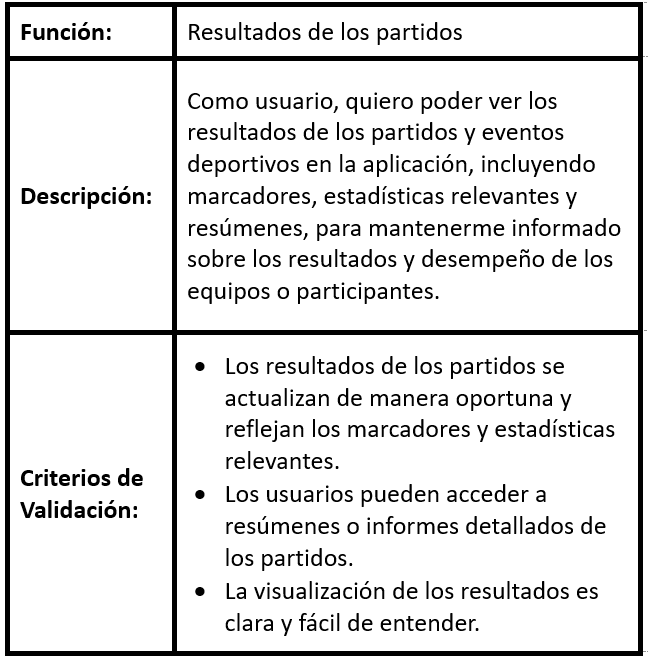 Función:
Resultados de los partidos
Descripción:
Como usuario, quiero poder ver los
resultados de los partidos y eventos
deportivos en la aplicación, incluyendo
marcadores, estadísticas relevantes y
resúmenes, para mantenerme informado
sobre los resultados y desempeño de los
equipos o participantes.
Criterios de
Validación:
• Los resultados de los partidos se
actualizan de manera oportuna y
reflejan los marcadores y estadísticas
relevantes.
• Los usuarios pueden acceder a
resúmenes o informes detallados de
los partidos.
• La visualización de los resultados es
clara y fácil de entender.